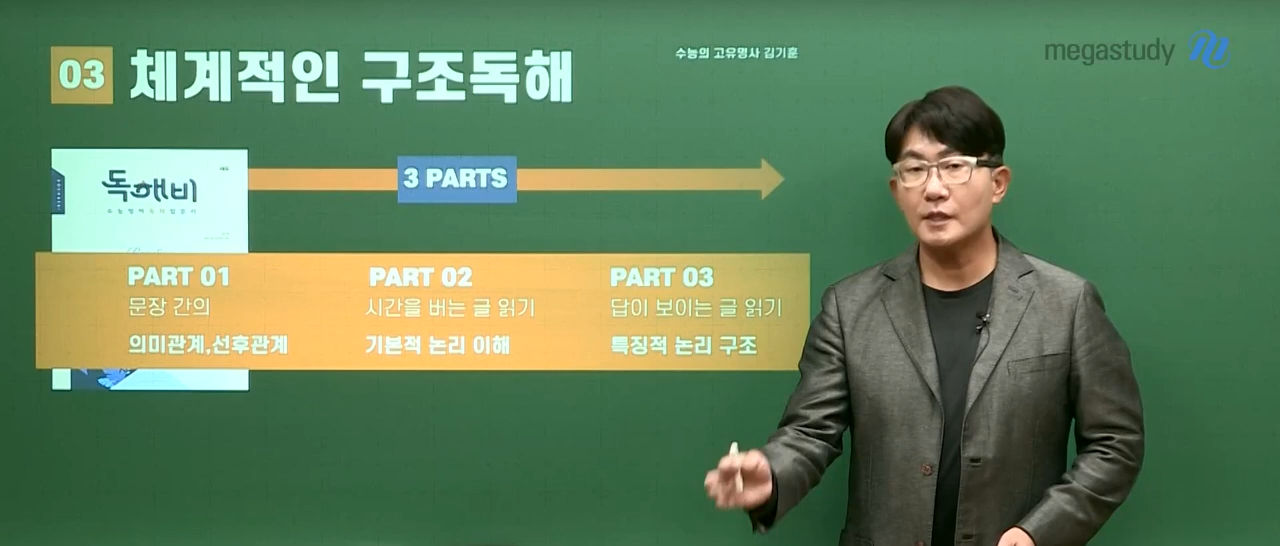 03 체계적인 구조독해
수능의 고유명사 김기훈
megastudy
독해비
3 PARTS
PART 01
문장 간의
의미관계,선후관계
PART 02
시간을 버는 글 읽기
기본적 논리 이해
PART 03
답이 보이는 글 읽기
특징적 논리 구조